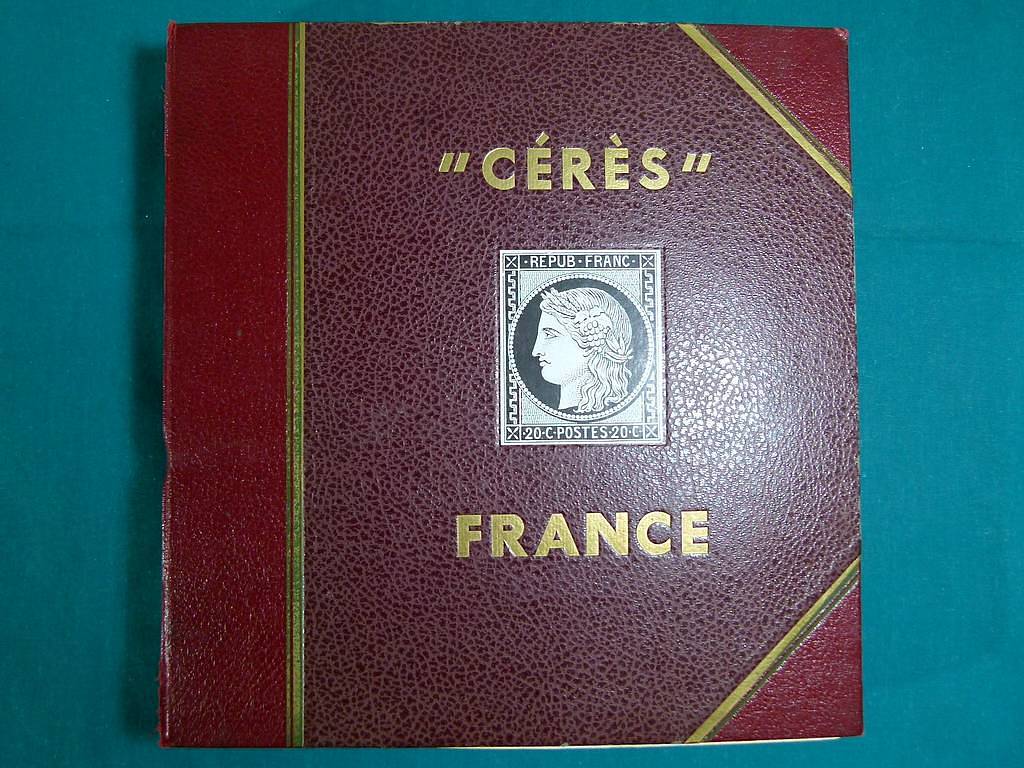 "CÉRÈS"
·REPUB·FRANC·
·20·C·POSTES·20·C·
FRANCE